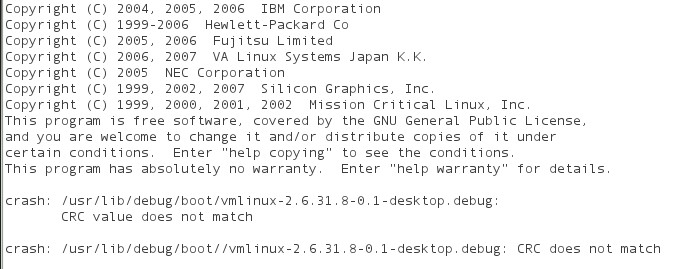 Copyright (C) 2004, 2005, 2006  IBM Corporation
Copyright (C) 1999-2006  Hewlett-Packard Co
Copyright (C) 2005, 2006  Fujitsu Limited
Copyright (C) 2006, 2007  VA Linux Systems Japan K.K.
Copyright (C) 2005  NEC Corporation
Copyright (C) 1999, 2002, 2007  Silicon Graphics, Inc.
Copyright (C) 1999, 2000, 2001, 2002  Mission Critical Linux, Inc.
This program is free software, covered by the GNU General Public License,
and you are welcome to change it and/or distribute copies of it under
certain conditions.  Enter "help copying" to see the conditions.
This program has absolutely no warranty.  Enter "help warranty" for details.
crash: /usr/lib/debug/boot/vmlinux-2.6.31.8-0.1-desktop.debug:
CRC value does not match
crash: /usr/lib/debug/boot//vmlinux-2.6.31.8-0.1-desktop.debug: CRC does not match